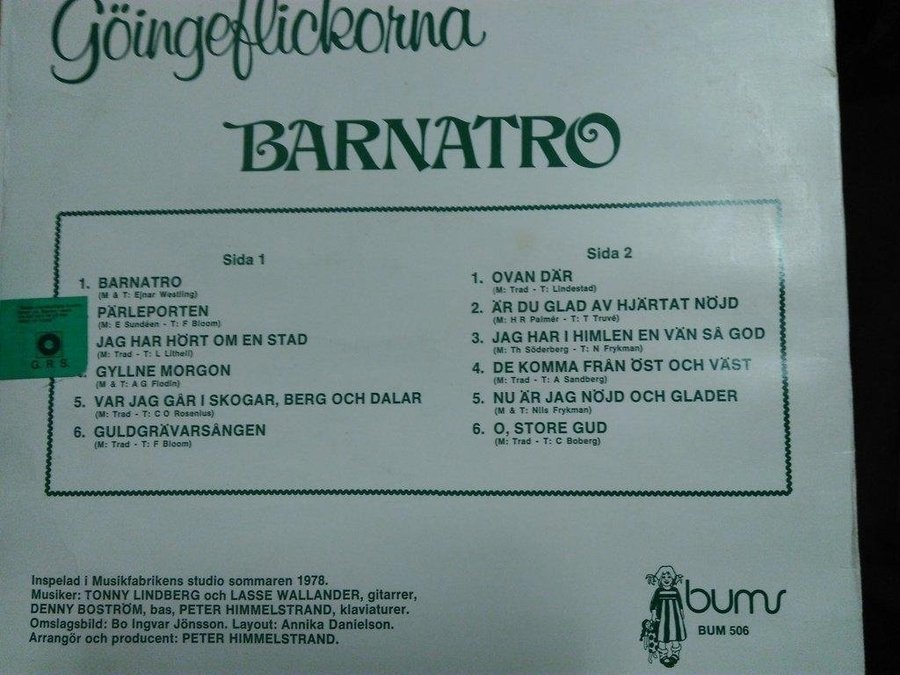 Göingeflickorna
BARNATRO
Sida 1
1. BARNATRO
(M & T: Ejnar Westling)
PÄRLEPORTEN
(M: E Sundéen - T: F Bloom)
JAG HAR HÖRT OM EN STAD
(M: Trad - T: L Lithell)
GYLLNE MORGON
(M & T: A G Flodin)
5. VAR JAG GÅR I SKOGAR, BERG OCH DALAR
(M: Trad - T: C O Rosenius)
6. GULDGRÄVARSÅNGEN
(M: Trad - T: F Bloom)
Sida 2
1. OVAN DÄR
(M: Trad - T: Lindestad)
2. ÄR DU GLAD AV HJÄRTAT NÖJD
(M: H R Palmér - T: T Truvé)
3. JAG HAR I HIMLEN EN VÄN SÅ GOD
(M: Th Söderberg - T: N Frykman)
4. DE KOMMA FRÅN ÖST OCH VÄST
(M: Trad - T: A Sandberg)
5. NU ÄR JAG NÖJD OCH GLADER
(M & T: Nils Frykman)
6. O, STORE GUD
(M: Trad - T: C Boberg)
G. R. S.
Inspelad i Musikfabrikens studio sommaren 1978.
Musiker: TONNY LINDBERG och LASSE WALLANDER, gitarrer,
DENNY BOSTRÖM, bas, PETER HIMMELSTRAND, klaviaturer.
Omslagsbild: Bo Ingvar Jönsson. Layout: Annika Danielson.
Arrangör och producent: PETER HIMMELSTRAND.
bums
BUM 506